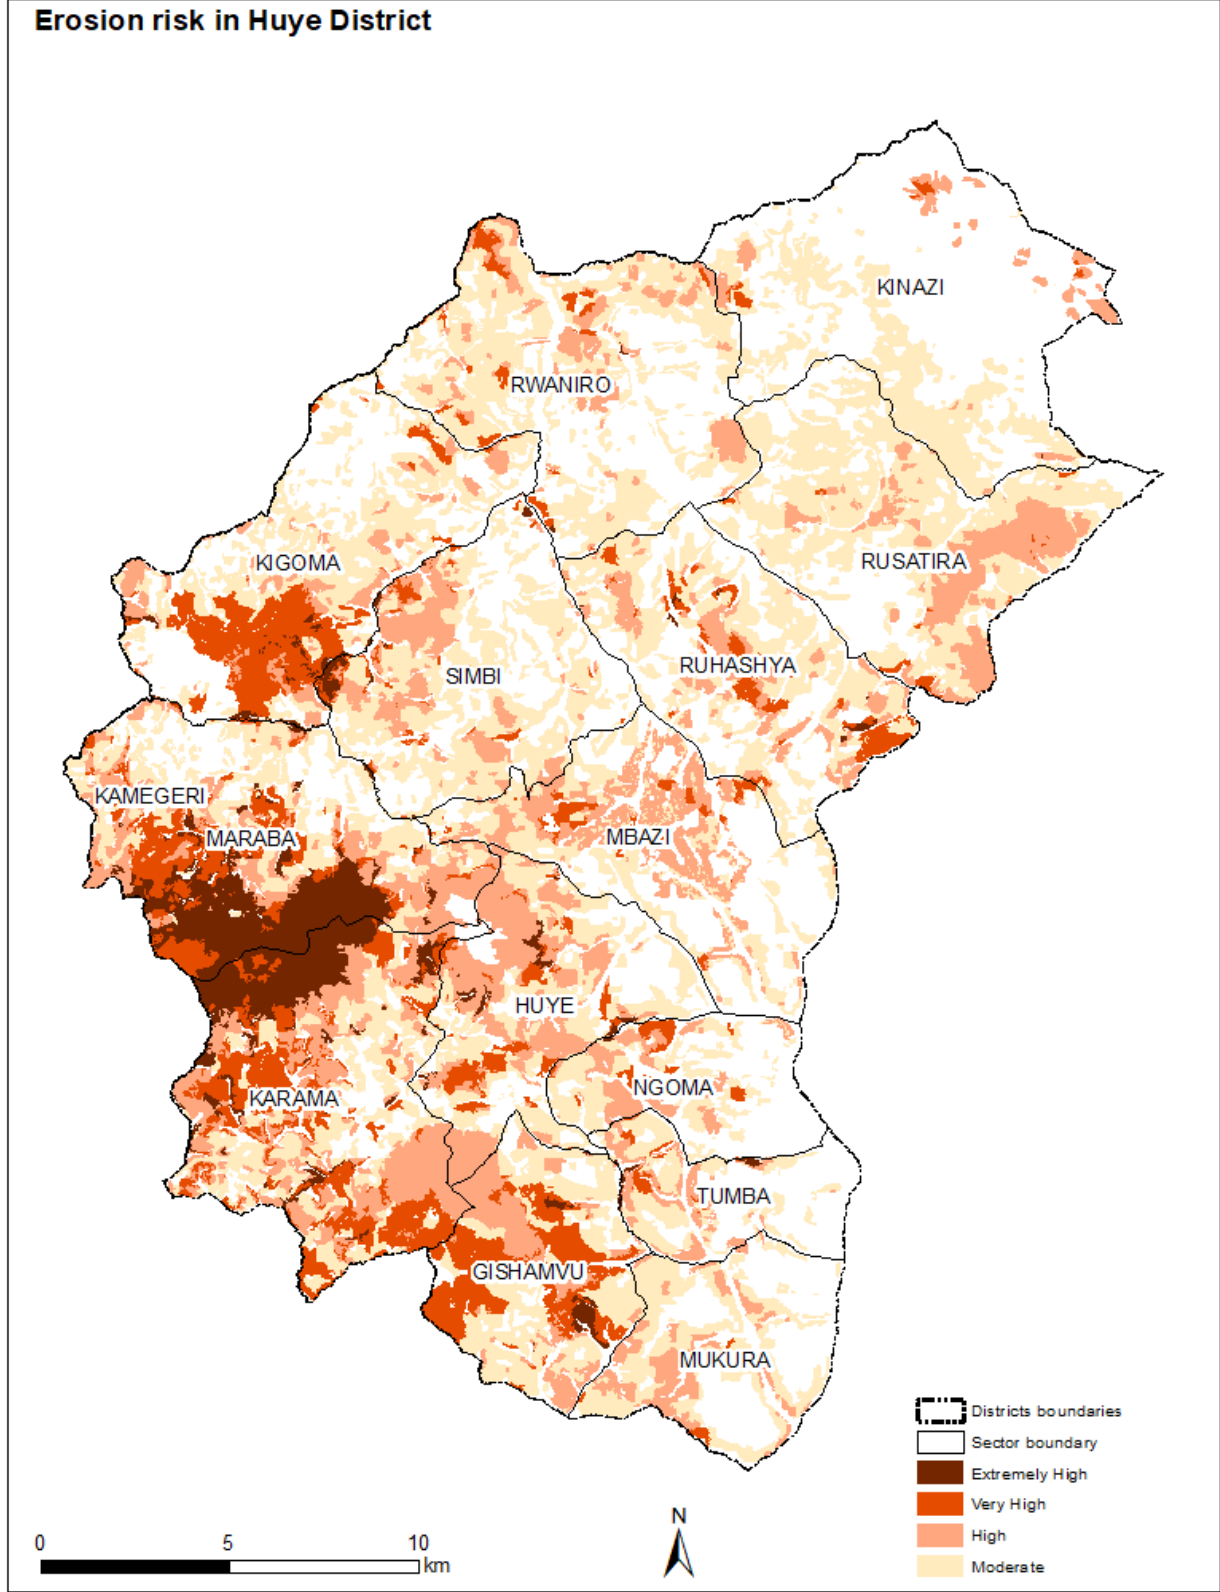 Erosion risk in Huye District
KINAZI
RWANIRO
KIGOMA
RUSATIRA
SIMBI
RUHASHYA
KAMEGERI
MARABA
MBAZI
HUYE
NGOMA
KARAMA
TUMBA
GISHAMVU
MUKURA
Districts boundaries
Sector boundary
Extremely High
Very High
High
Moderate
N
0 5 10
km